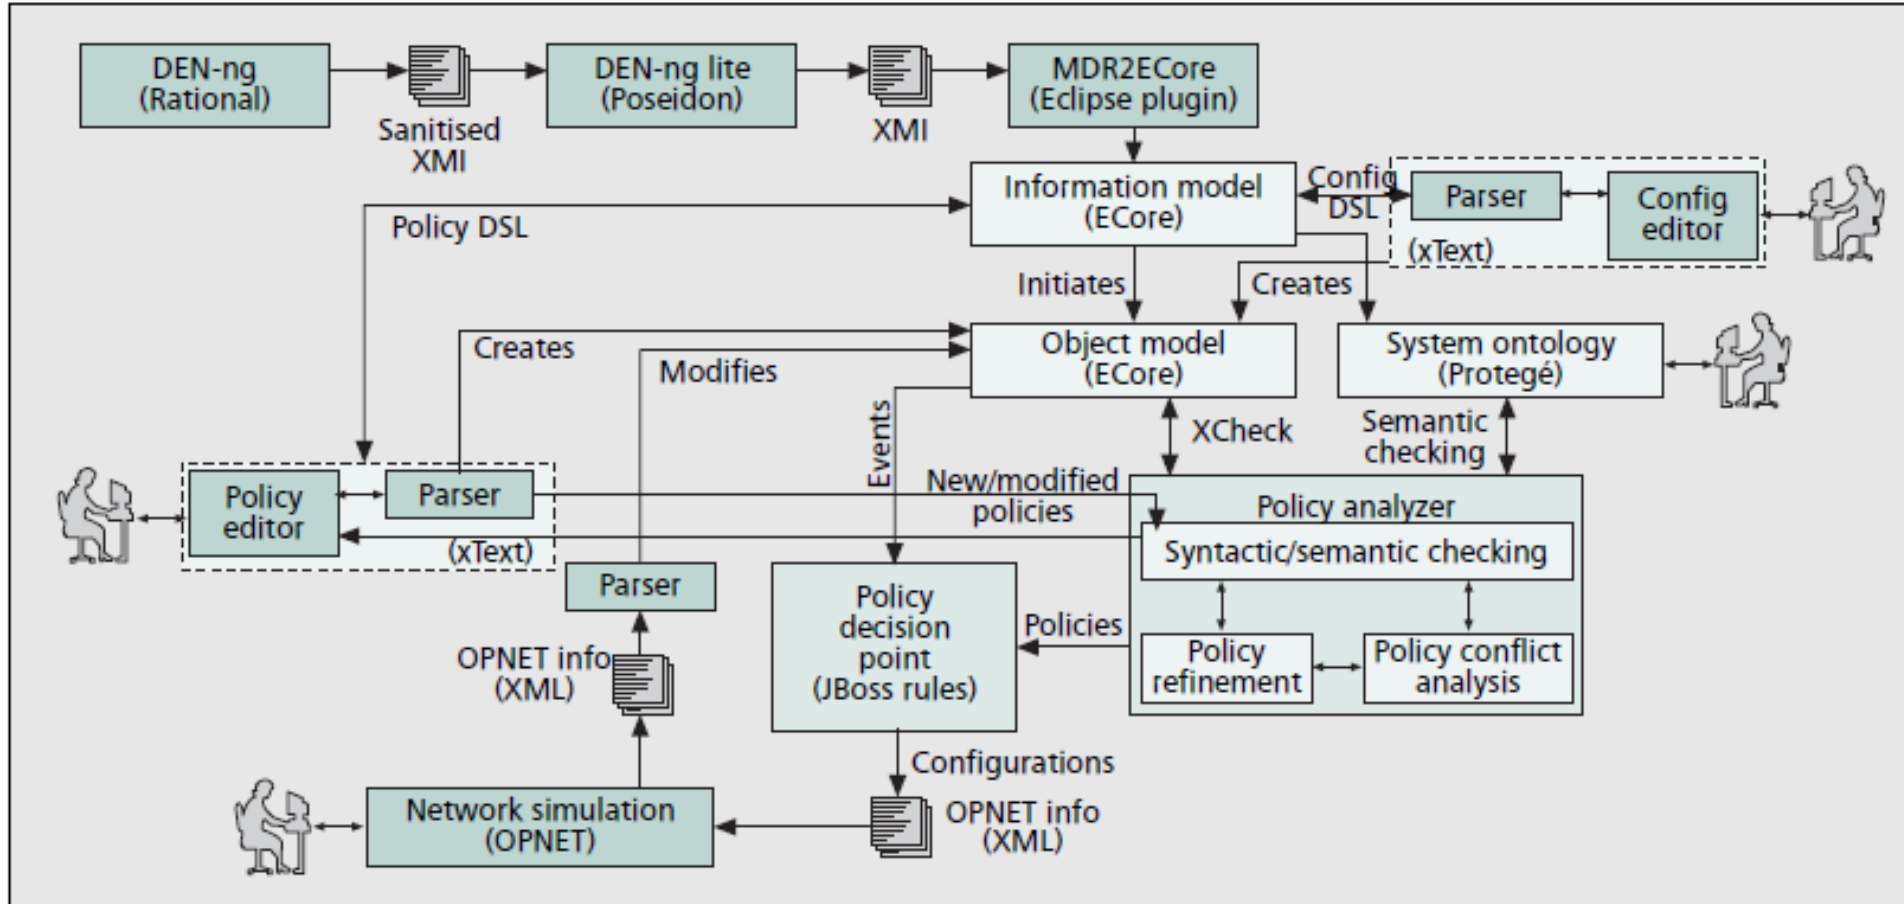 DEN-ng
(Rational)
Sanitised
XMI
DEN-ng lite
(Poseidon)
XMI
MDR2ECore
(Eclipse plugin)
Information model
(ECore)
Config
DSL
Parser
Config
editor
(xText)
Policy DSL
Initiates
Creates
Creates
Modifies
Object model
(ECore)
System ontology
(Protegé)
Events
XCheck
Semantic
checking
Policy
editor
Parser
(xText)
New/modified
policies
Policy analyzer
Syntactic/semantic checking
Policy
refinement
Policy conflict
analysis
Parser
Policy
decision
point
(JBoss rules)
Policies
OPNET info
(XML)
Configurations
Network simulation
(OPNET)
OPNET info
(XML)